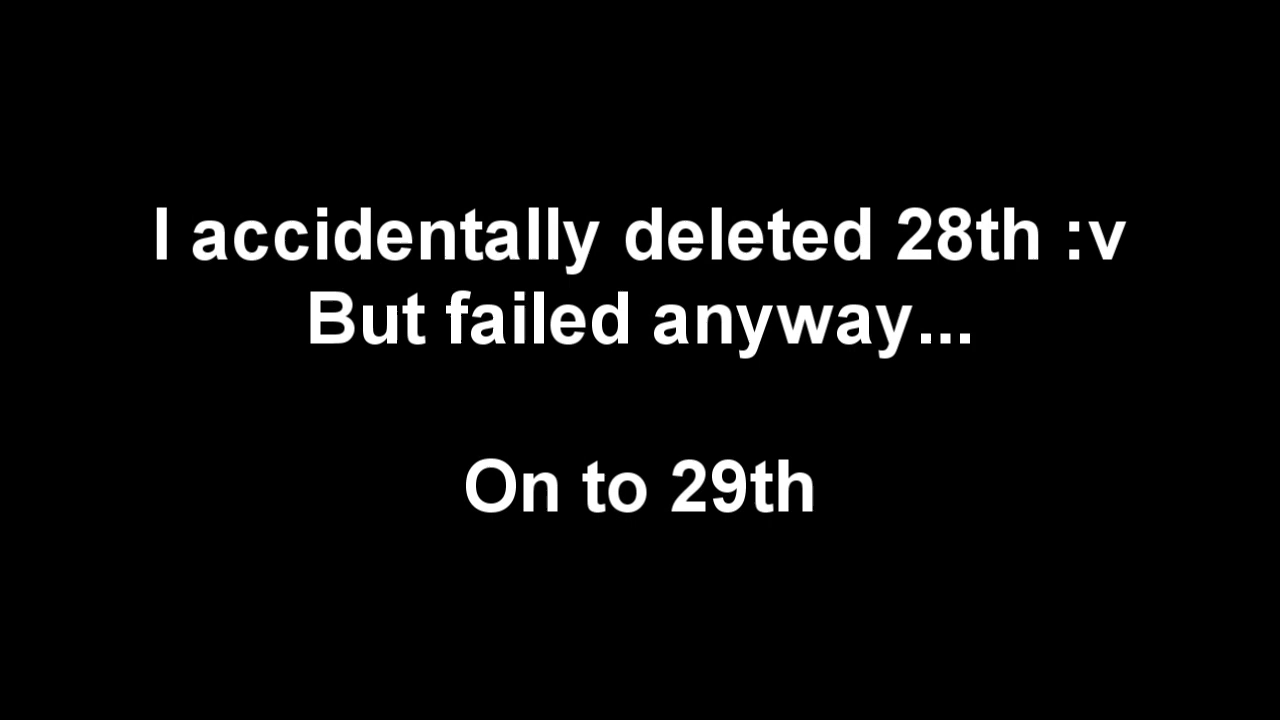 I accidentally deleted 28th :v
But failed anyway...
On to 29th